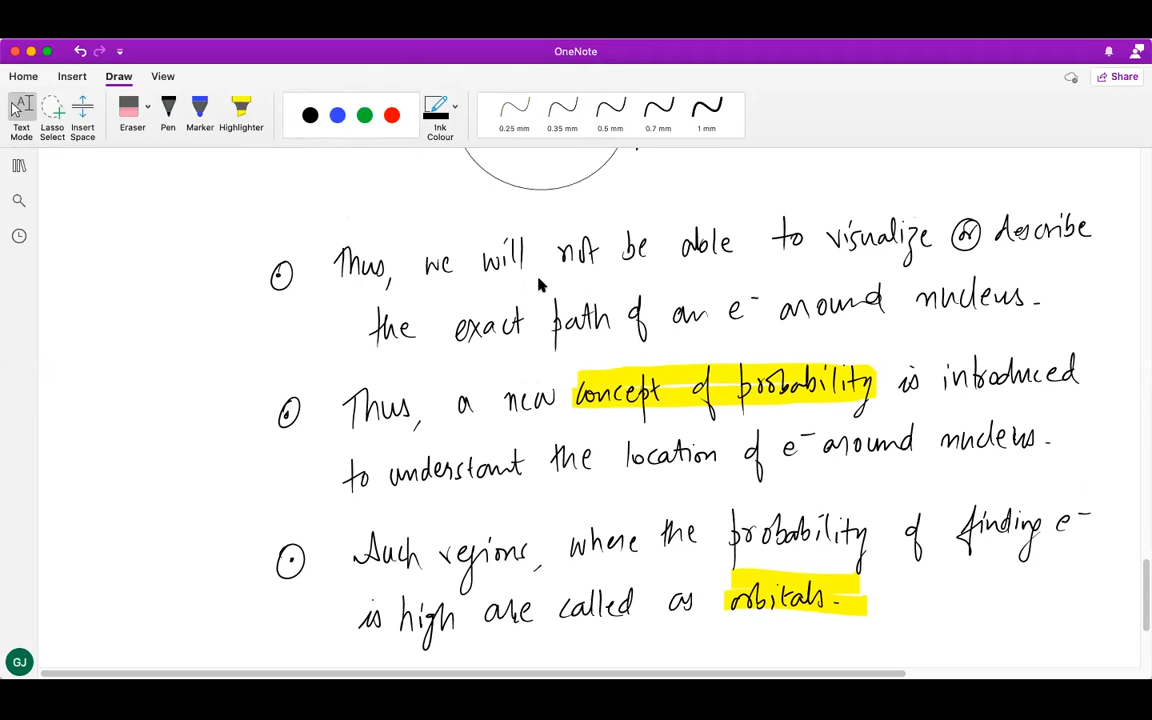 OneNote
Home
Insert
Draw
View
Share
Text Mode
Lasso Select
Insert Space
Eraser
Pen
Marker
Highlighter
Ink Colour
0.25 mm
0.35 mm
0.5 mm
0.7 mm
1 mm
Thus, we will not be able to visualize or describe
the exact path of an e⁻ around nucleus.
Thus, a new concept of probability is introduced
to understant the location of e⁻ around nucleus.
Such regions, where the probability of finding e⁻
is high are called as orbitals.
GJ